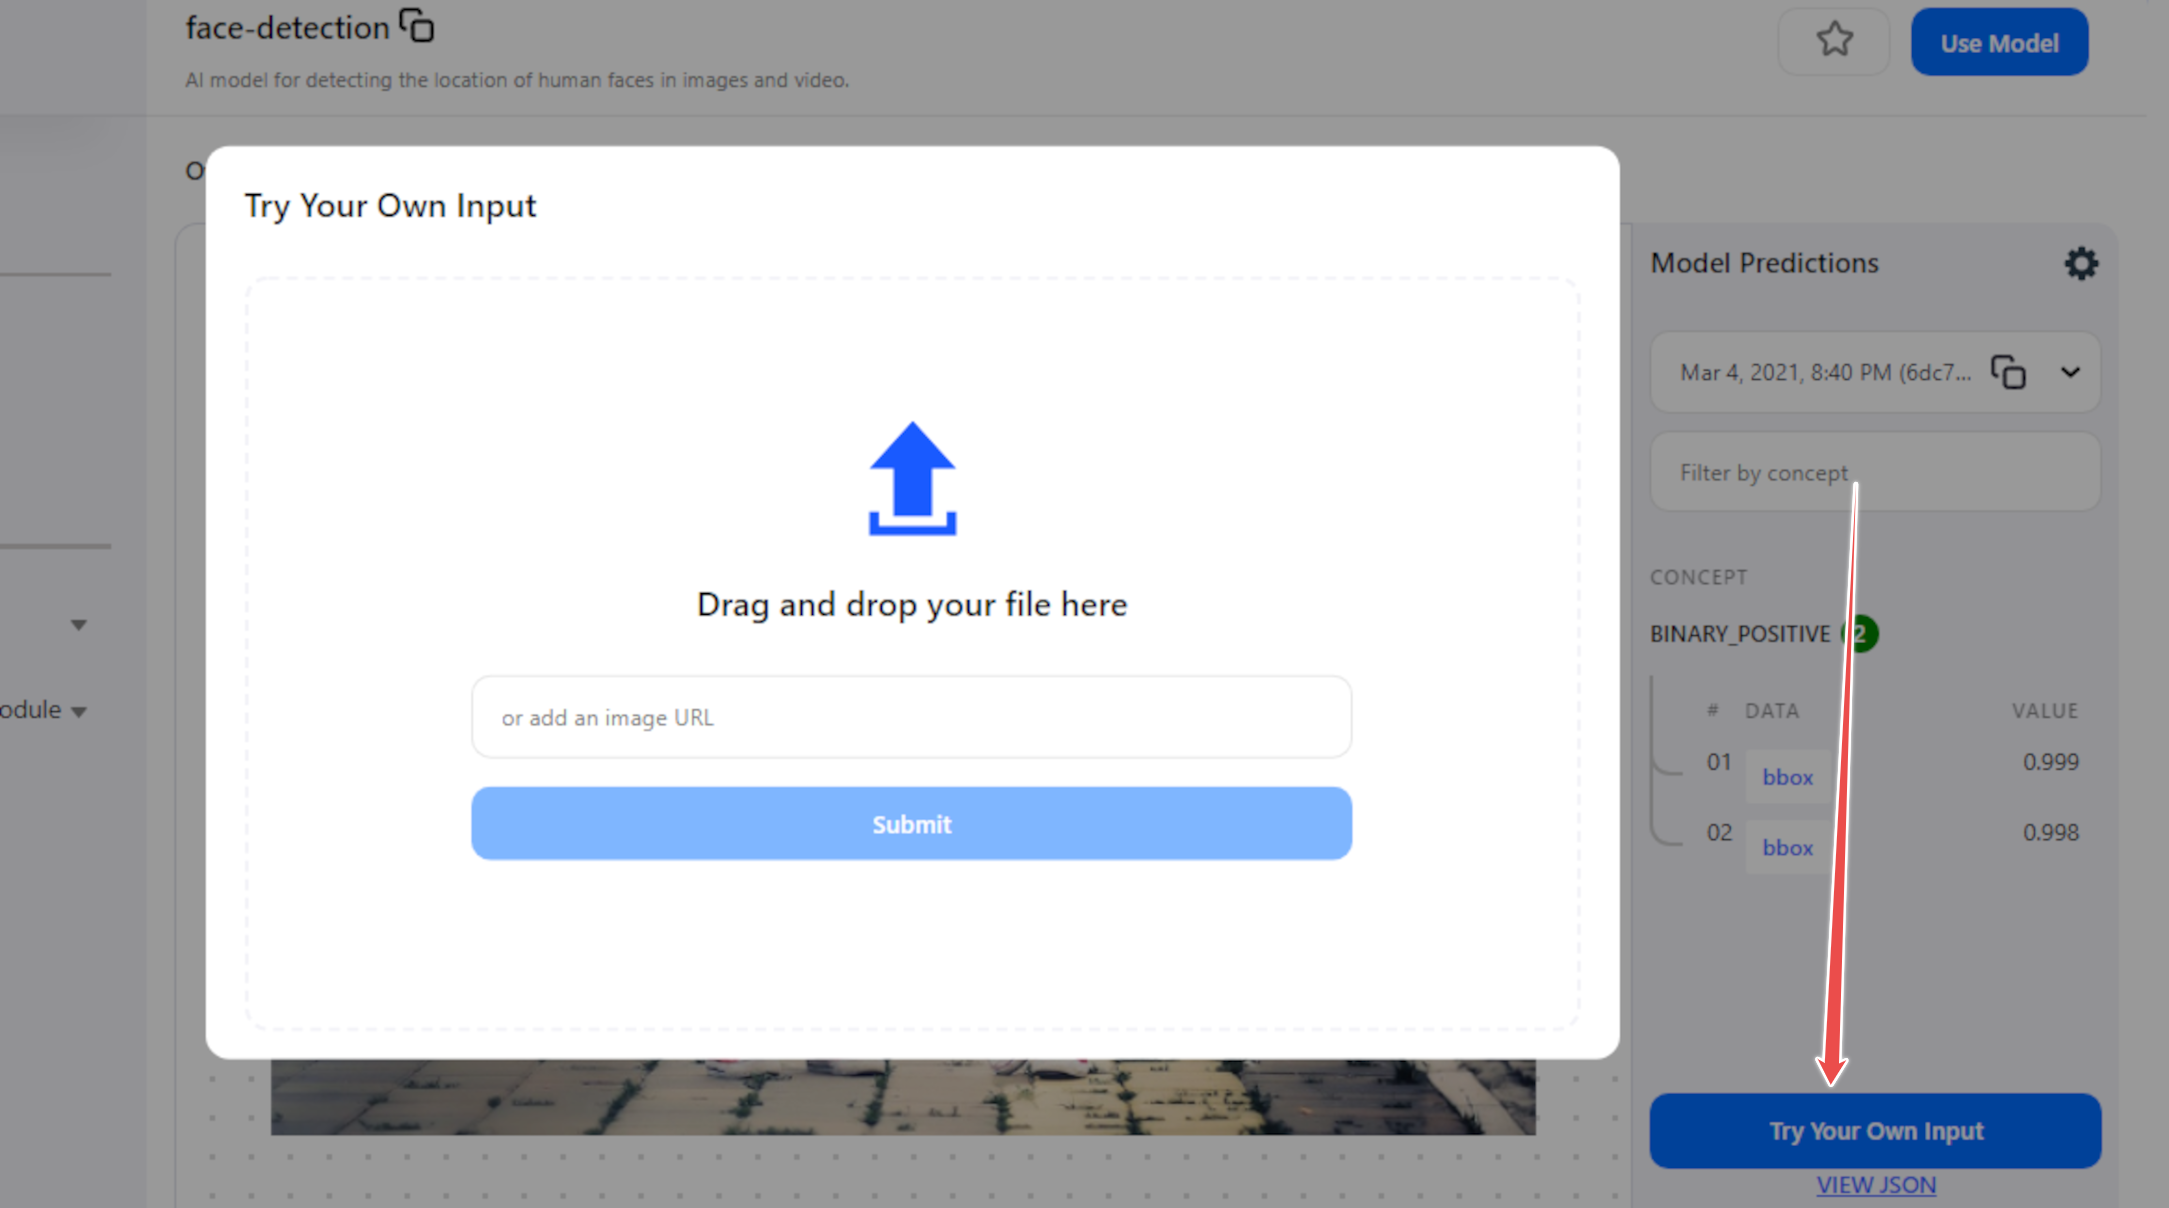 face-detection
Use Model
AI model for detecting the location of human faces in images and video.
Try Your Own Input
Drag and drop your file here
or add an image URL
Submit
odule
Model Predictions
Mar 4, 2021, 8:40 PM (6dc7...
Filter by concept
CONCEPT
BINARY_POSITIVE 2
# DATA VALUE
01 bbox 0.999
02 bbox 0.998
Try Your Own Input
VIEW JSON